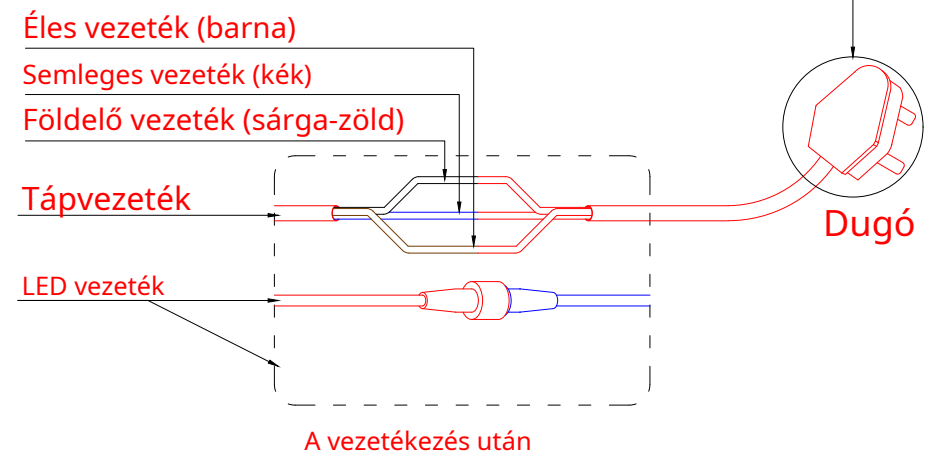 Éles vezeték (barna)
Semleges vezeték (kék)
Földelő vezeték (sárga-zöld)
Tápvezeték
Dugó
LED vezeték
A vezetékezés után